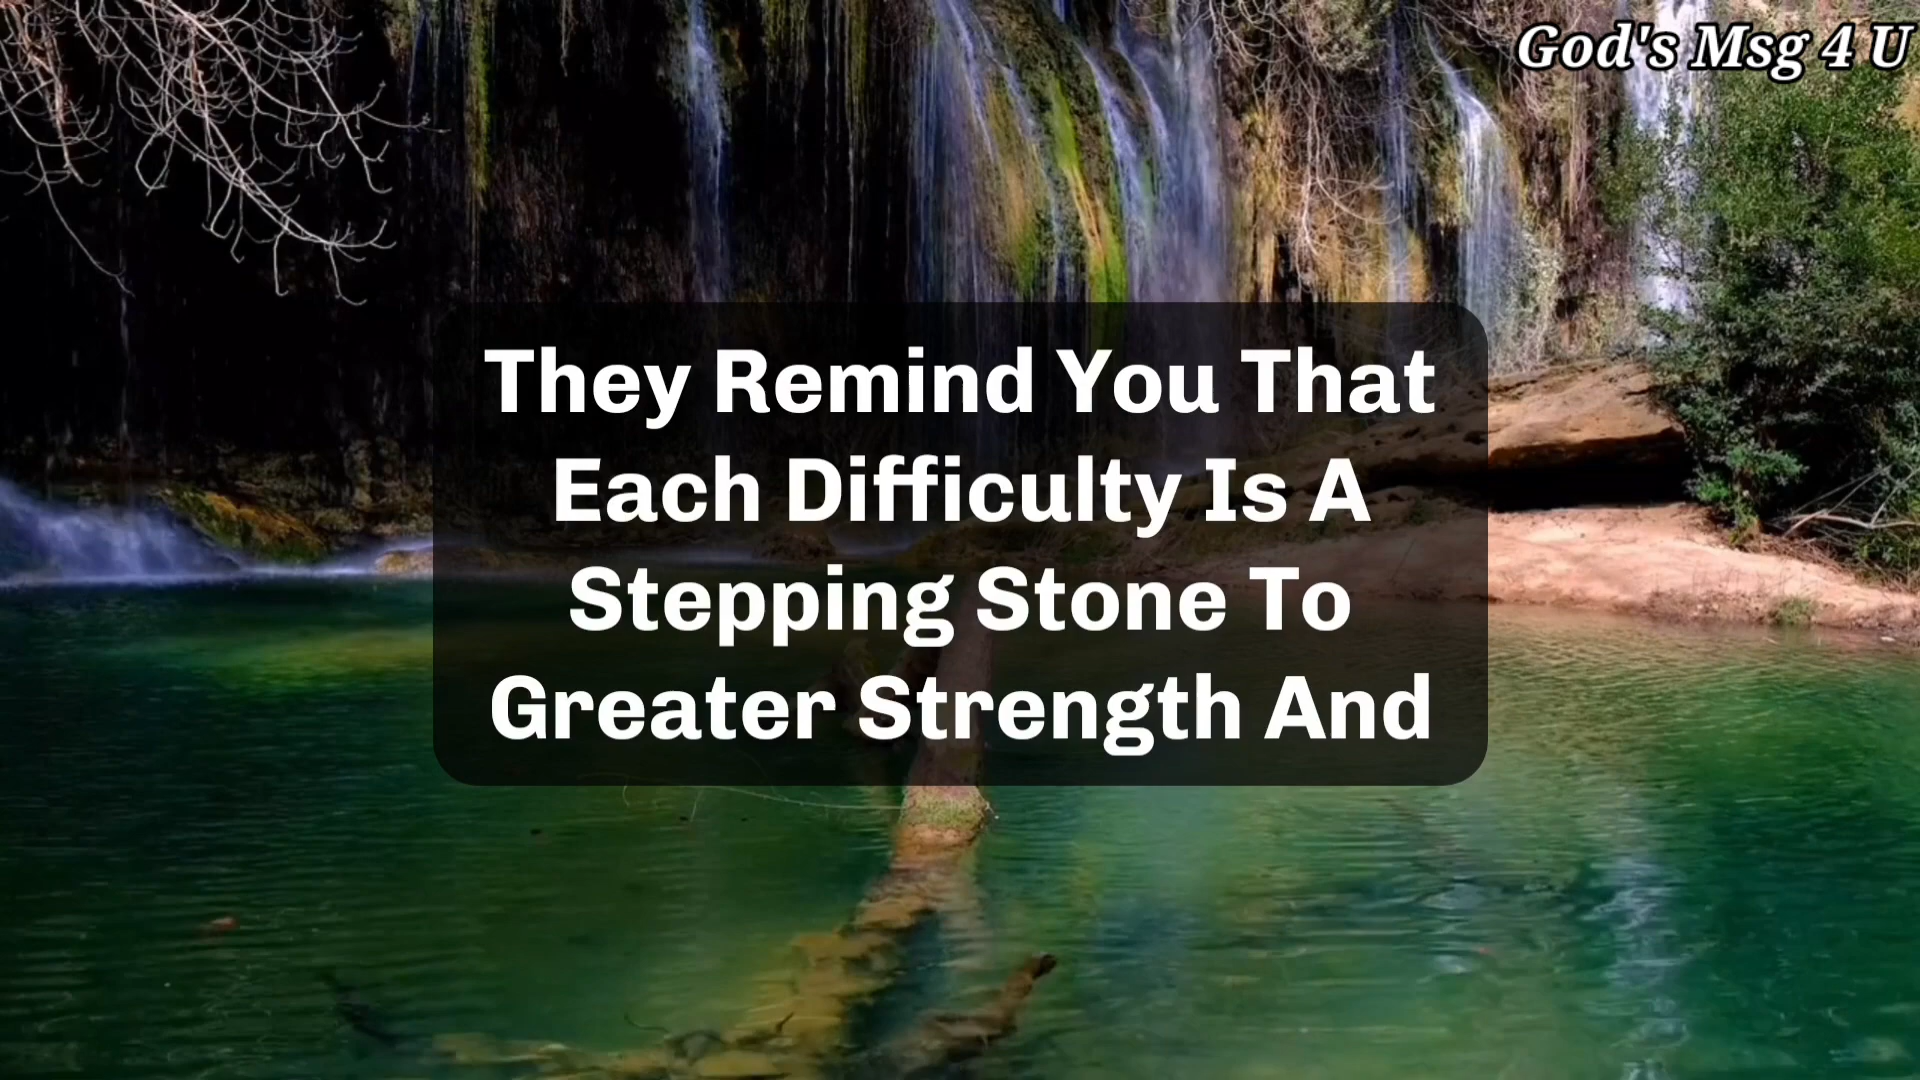 God's Msg 4 U
They Remind You That
Each Difficulty Is A
Stepping Stone To
Greater Strength And